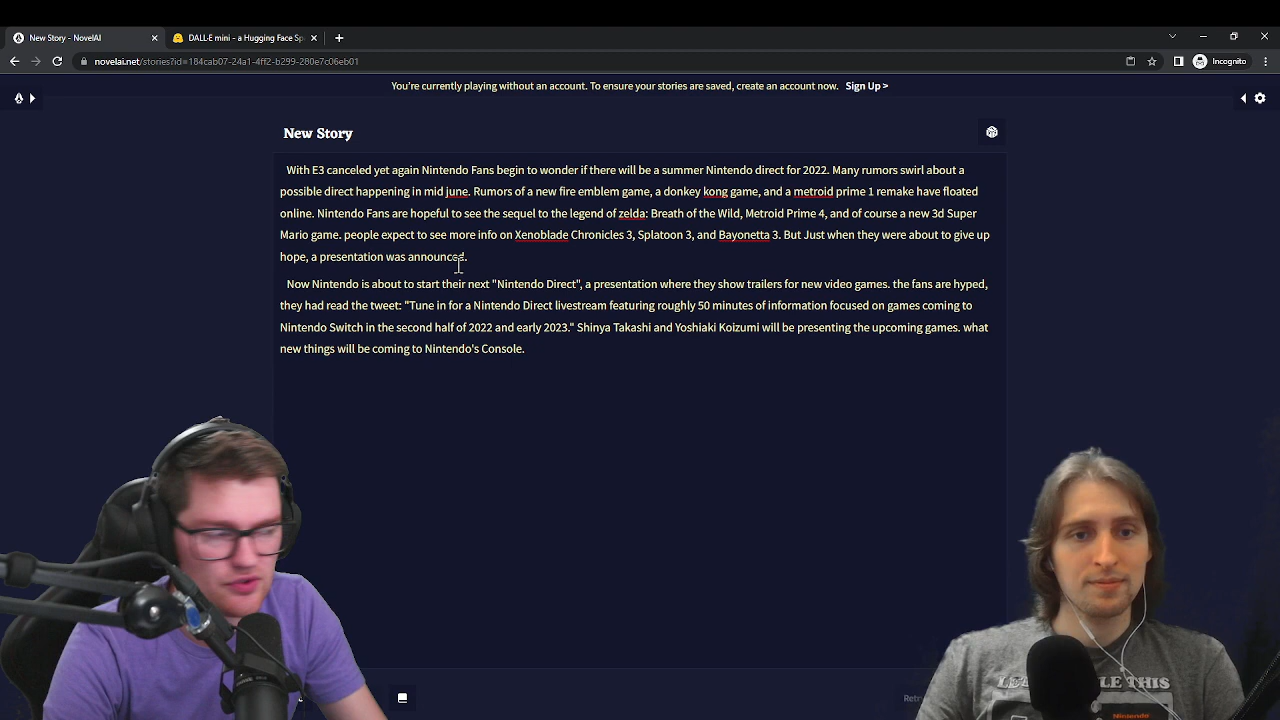 New Story - NovelAI
DALL·E mini - a Hugging Face Sp
novelai.net/stories?id=184cab07-24a1-4ff2-b299-280e7c06eb01
Incognito
You're currently playing without an account. To ensure your stories are saved, create an account now. Sign Up >
New Story
With E3 canceled yet again Nintendo Fans begin to wonder if there will be a summer Nintendo direct for 2022. Many rumors swirl about a
possible direct happening in mid june. Rumors of a new fire emblem game, a donkey kong game, and a metroid prime 1 remake have floated
online. Nintendo Fans are hopeful to see the sequel to the legend of zelda: Breath of the Wild, Metroid Prime 4, and of course a new 3d Super
Mario game. people expect to see more info on Xenoblade Chronicles 3, Splatoon 3, and Bayonetta 3. But Just when they were about to give up
hope, a presentation was announced.
Now Nintendo is about to start their next "Nintendo Direct", a presentation where they show trailers for new video games. the fans are hyped,
they had read the tweet: "Tune in for a Nintendo Direct livestream featuring roughly 50 minutes of information focused on games coming to
Nintendo Switch in the second half of 2022 and early 2023." Shinya Takashi and Yoshiaki Koizumi will be presenting the upcoming games. what
new things will be coming to Nintendo's Console.
Retr
THIS
Nintendo